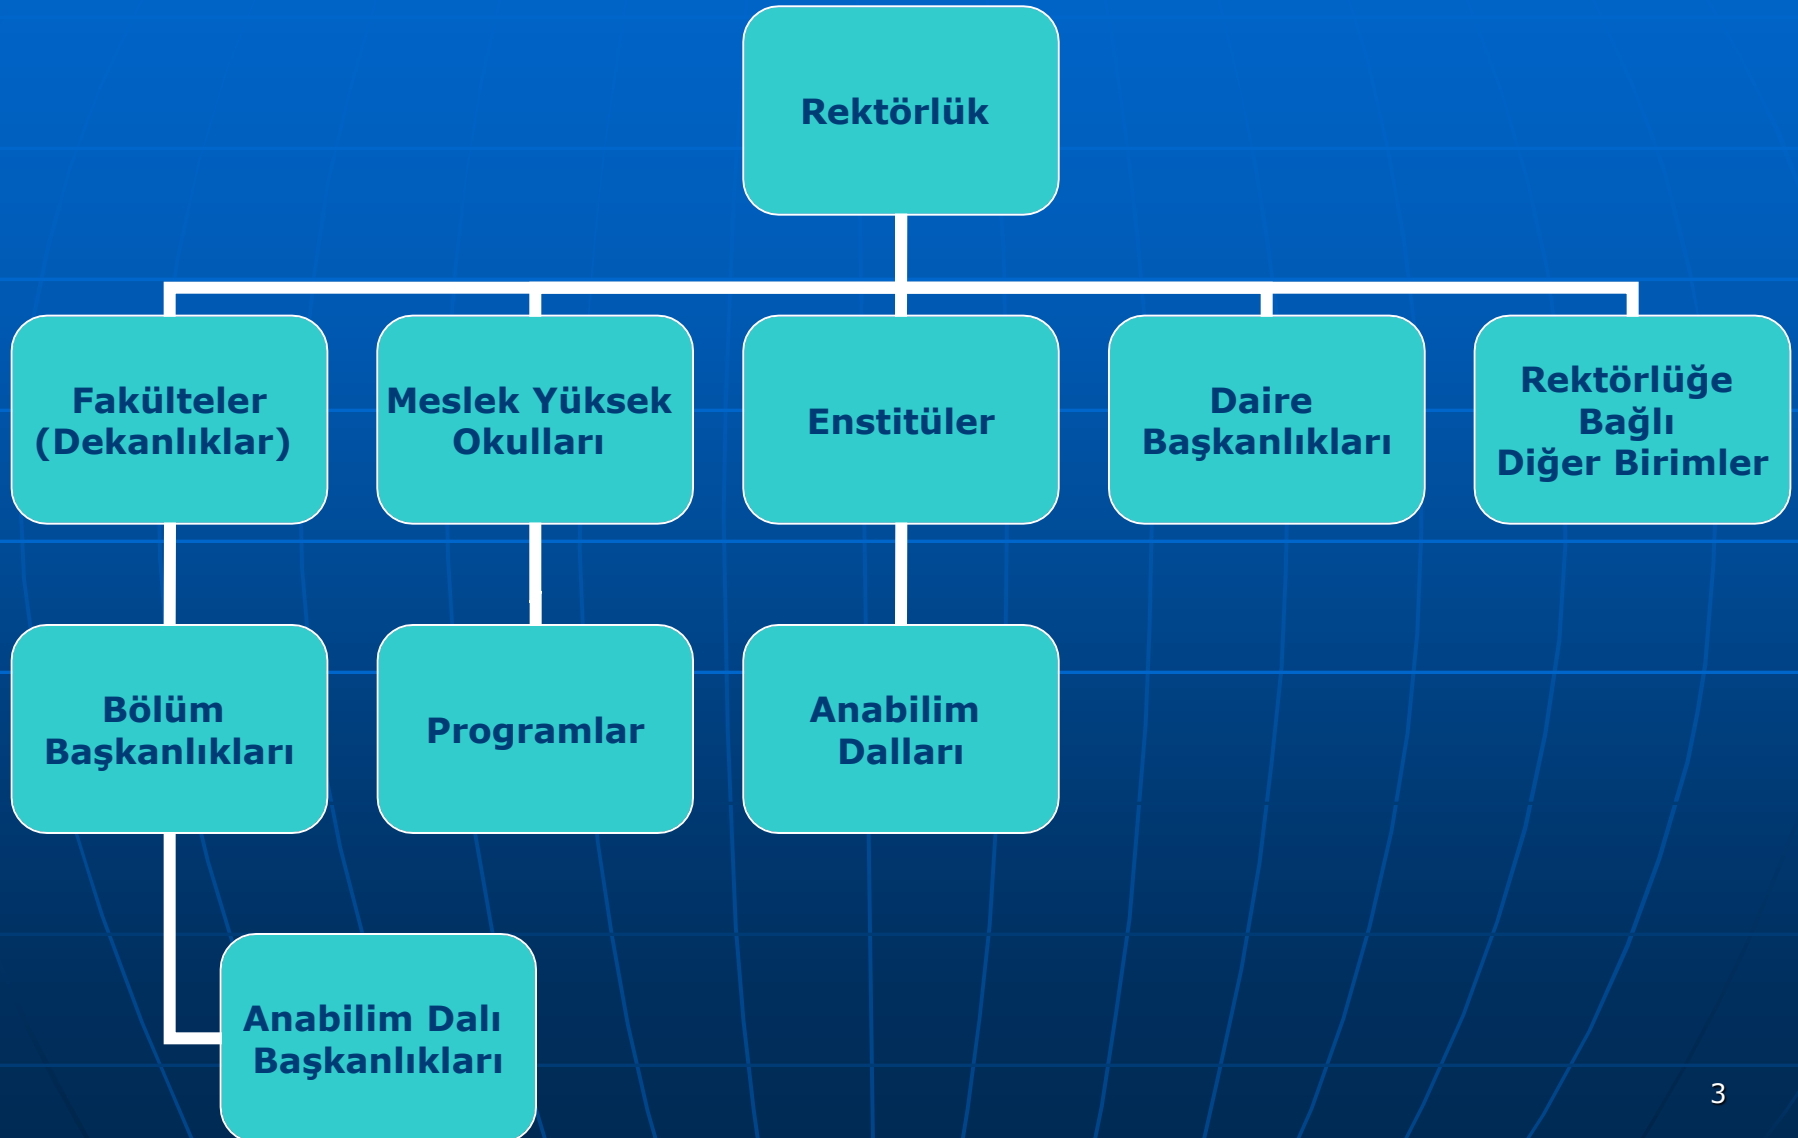 Rektörlük
Fakülteler
(Dekanlıklar)
Meslek Yüksek
Okulları
Enstitüler
Daire
Başkanlıkları
Rektörlüğe
Bağlı
Diğer Birimler
Bölüm
Başkanlıkları
Programlar
Anabilim
Dalları
Anabilim Dalı
Başkanlıkları
3